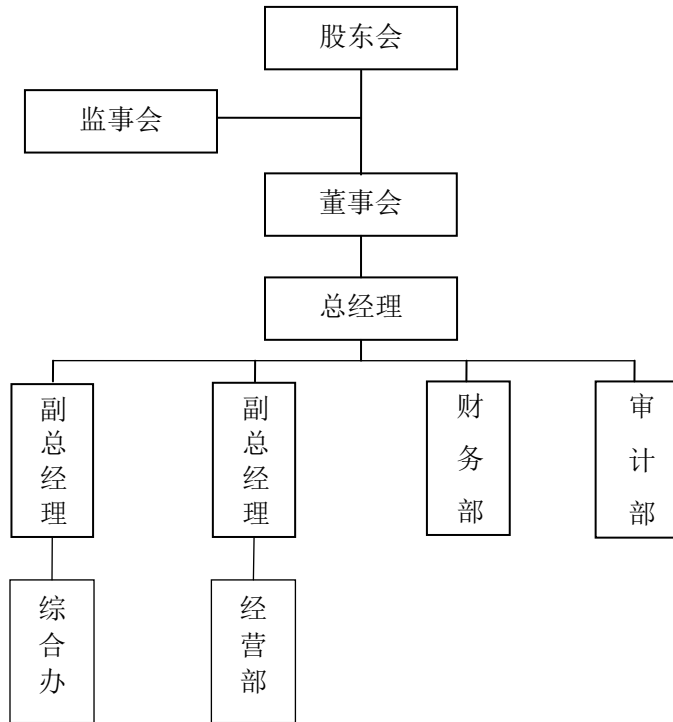 股东会
监事会
董事会
总经理
副总经理
副总经理
财务部
审计部
综合办
经营部